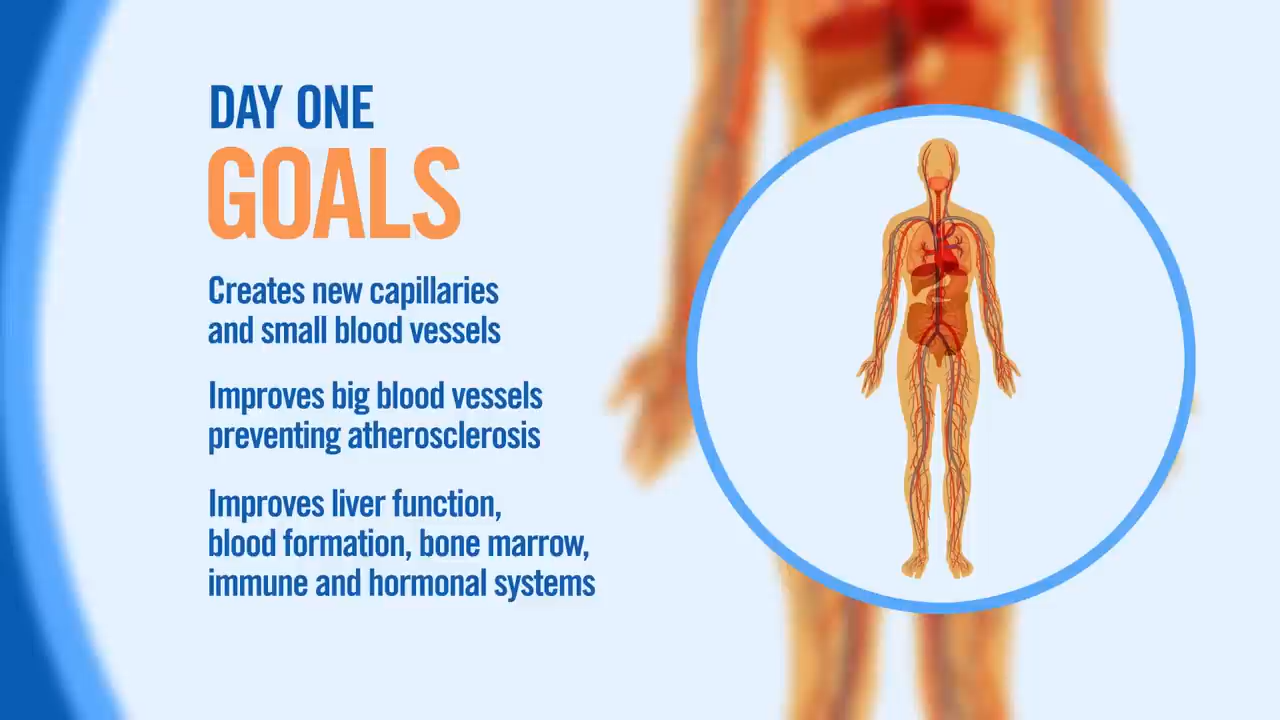 DAY ONE
GOALS
Creates new capillaries
and small blood vessels
Improves big blood vessels
preventing atherosclerosis
Improves liver function,
blood formation, bone marrow,
immune and hormonal systems